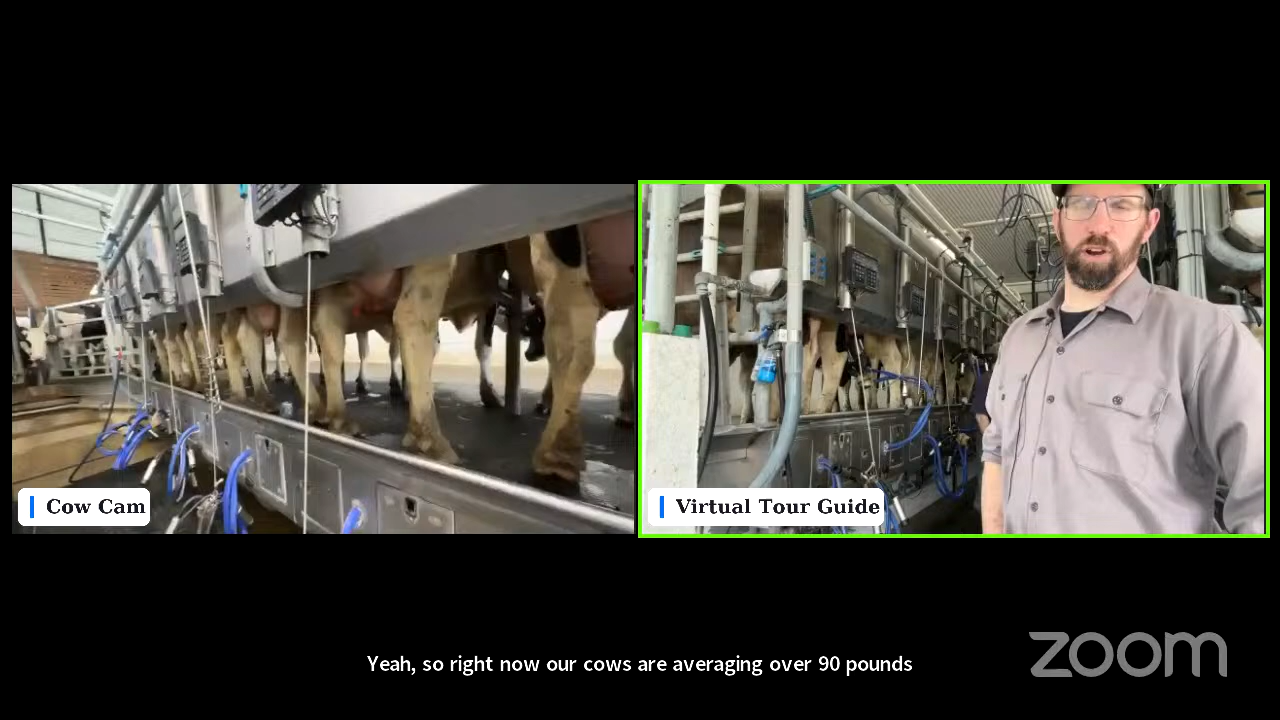 Cow Cam
Virtual Tour Guide
Yeah, so right now our cows are averaging over 90 pounds
zoom